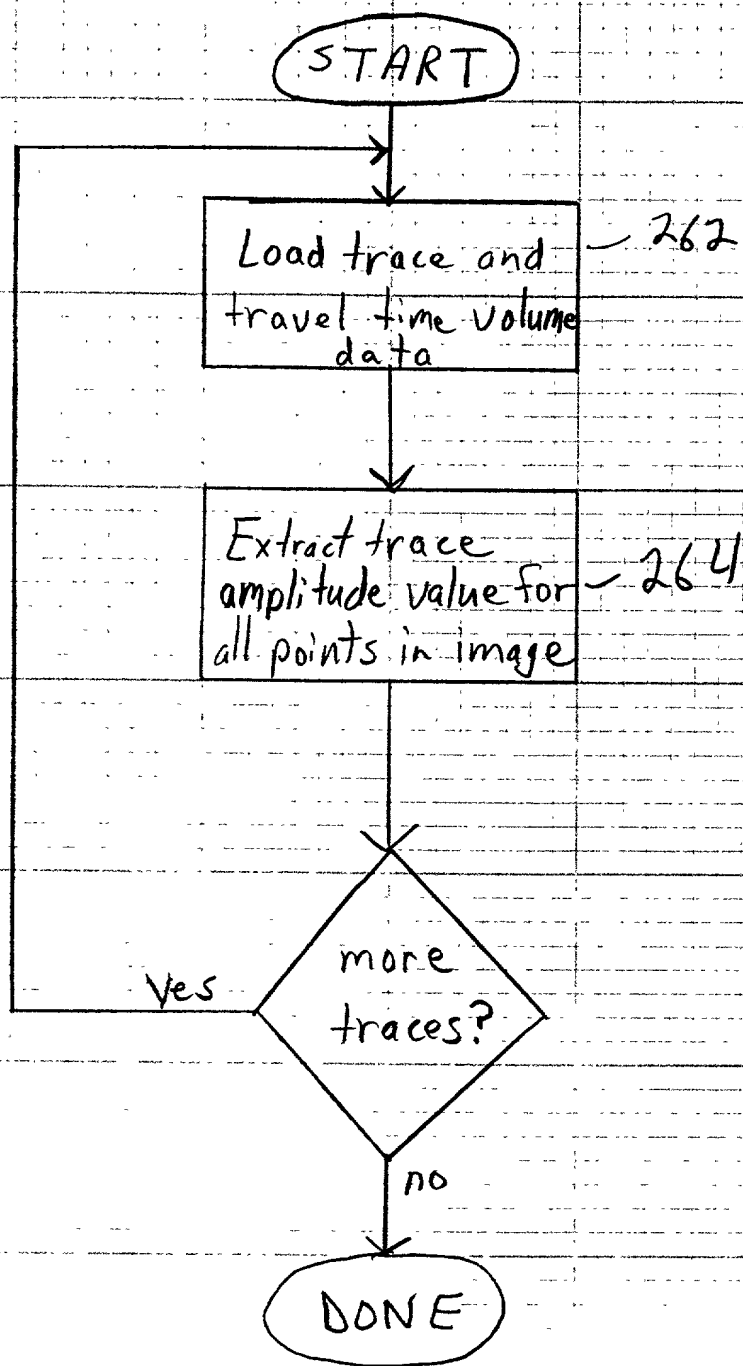 START
Load trace and
travel time volume
data
262
Extract trace
amplitude value for
all points in image
264
more
traces?
Yes
no
DONE